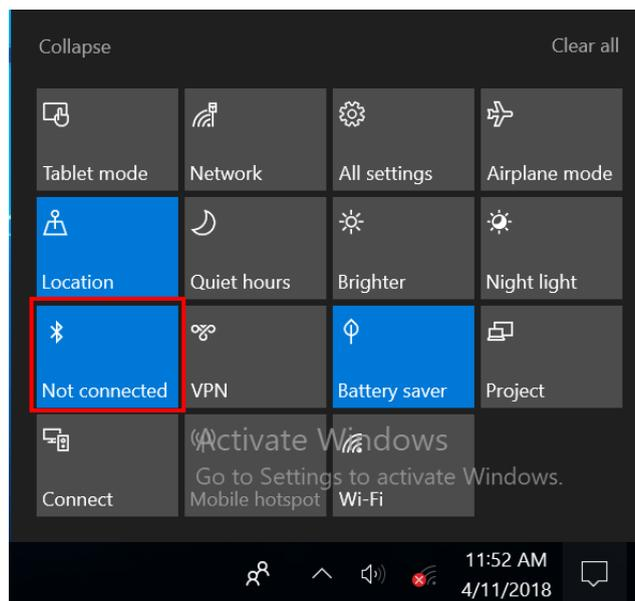 Collapse Clear all
Tablet mode Network All settings Airplane mode
Location Quiet hours Brighter Night light
Not connected VPN Battery saver Project
Activate Windows
Go to Settings to activate Windows.
Connect Mobile hotspot Wi-Fi
11:52 AM
4/11/2018